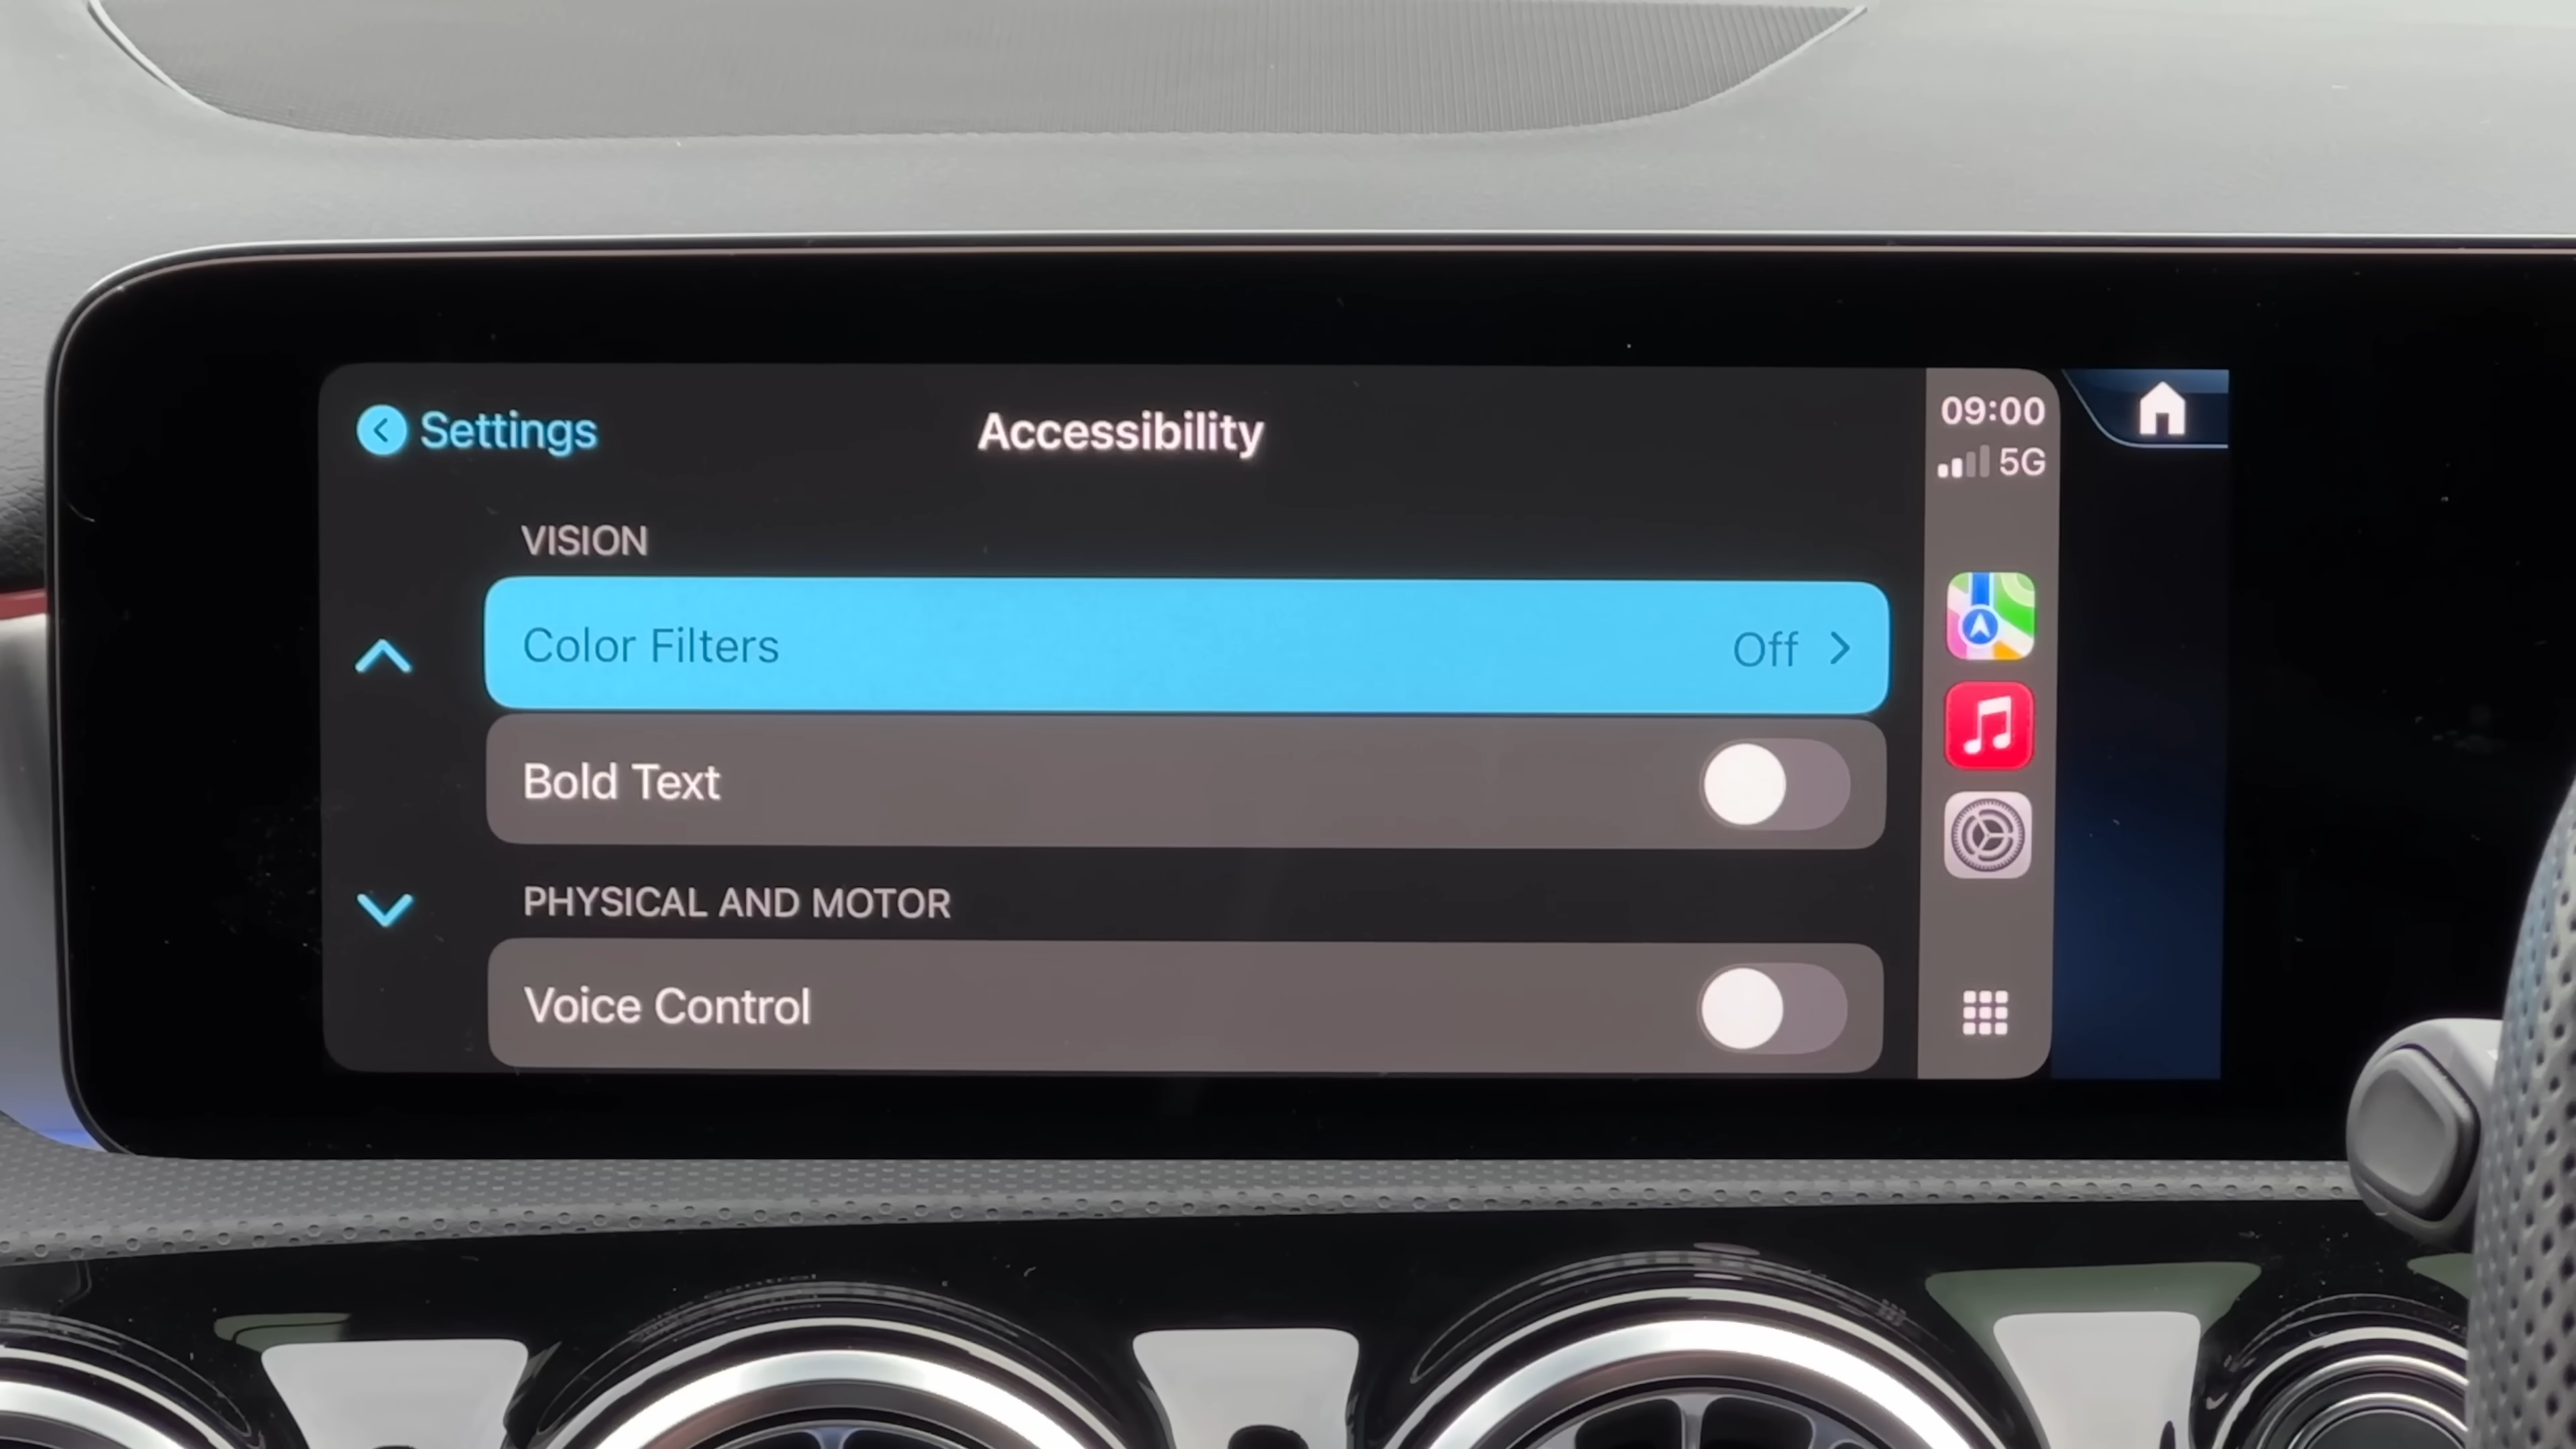 Settings
Accessibility
09:00
5G
VISION
Color Filters
Off
Bold Text
PHYSICAL AND MOTOR
Voice Control